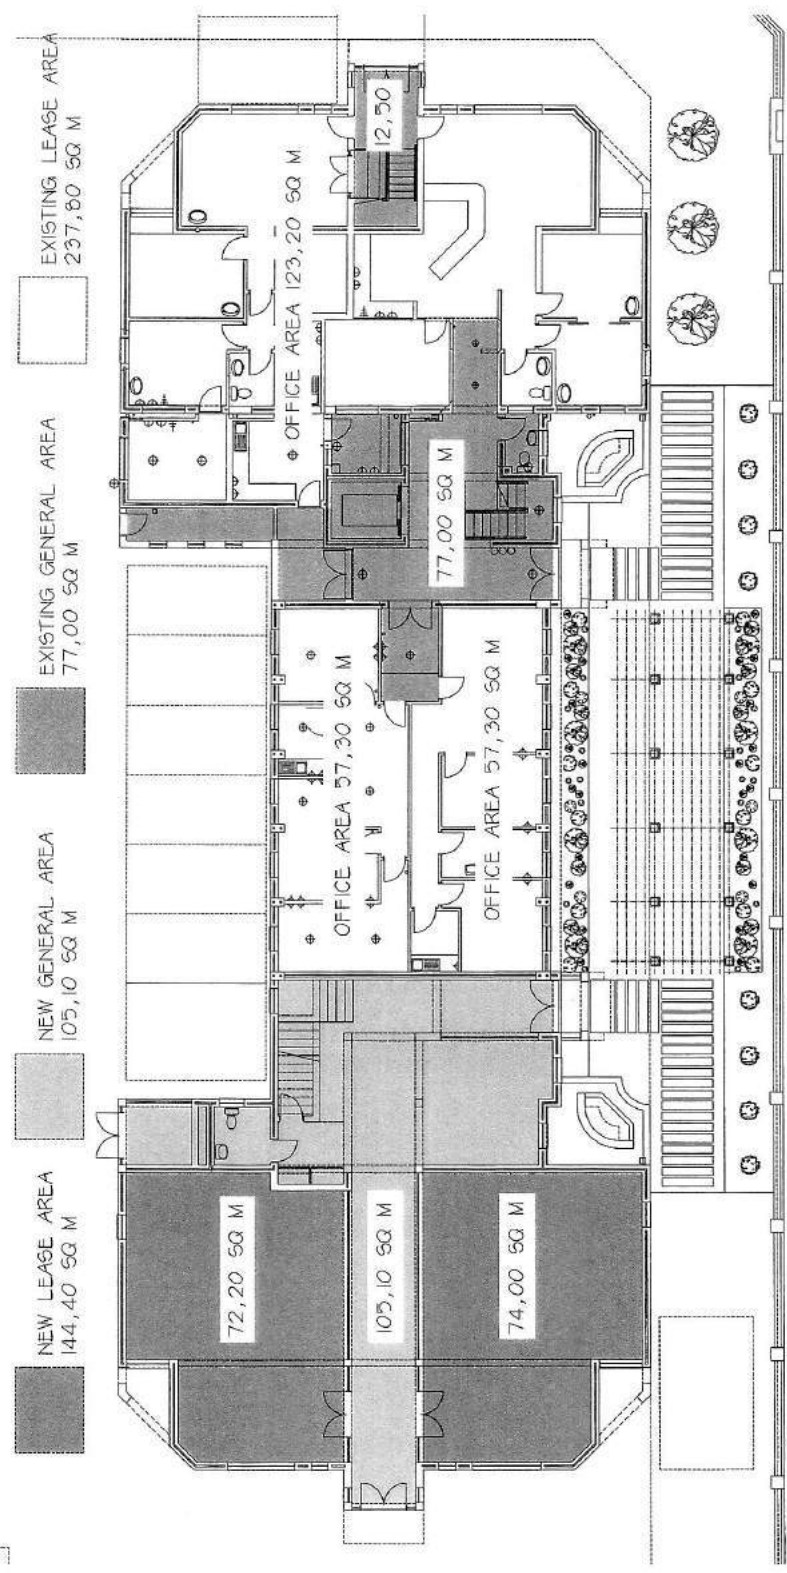 NEW LEASE AREA
144,40 SQ M
NEW GENERAL AREA
105,10 SQ M
EXISTING GENERAL AREA
77,00 SQ M
EXISTING LEASE AREA
237,80 SQ M
72,20 SQ M
105,10 SQ M
74,00 SQ M
OFFICE AREA 57,30 SQ M
OFFICE AREA 57,30 SQ M
77,00 SQ M
OFFICE AREA 123,20 SQ M
12,50